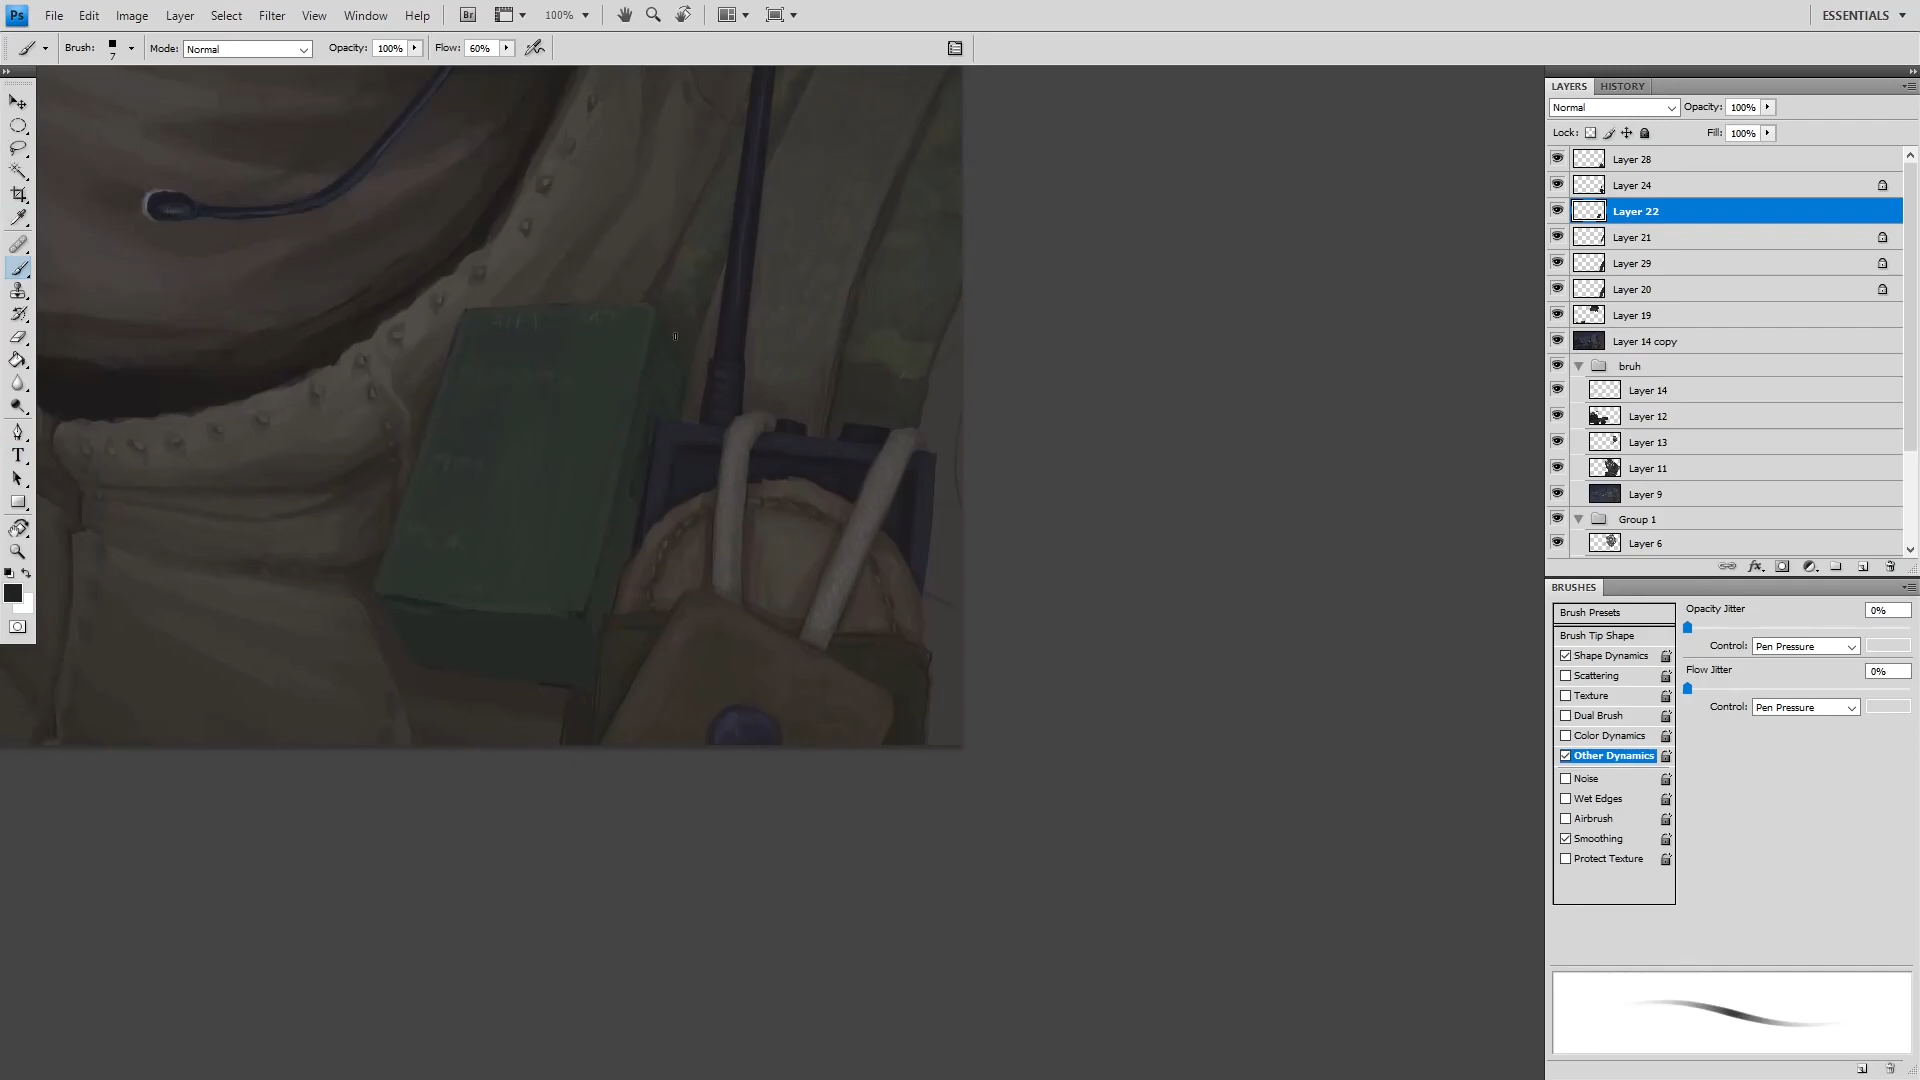 Ps File Edit Image Layer Select Filter View Window Help Br 100% ESSENTIALS
Brush: 7 Mode: Normal Opacity: 100% Flow: 60%
LAYERS HISTORY
Normal Opacity: 100%
Lock: Fill: 100%
Layer 28
Layer 24
Layer 22
Layer 21
Layer 29
Layer 20
Layer 19
Layer 14 copy
bruh
Layer 14
Layer 12
Layer 13
Layer 11
Layer 9
Group 1
Layer 6
fx
BRUSHES
Brush Presets
Brush Tip Shape
Shape Dynamics
Scattering
Texture
Dual Brush
Color Dynamics
Other Dynamics
Noise
Wet Edges
Airbrush
Smoothing
Protect Texture
Opacity Jitter 0%
Control: Pen Pressure
Flow Jitter 0%
Control: Pen Pressure
T